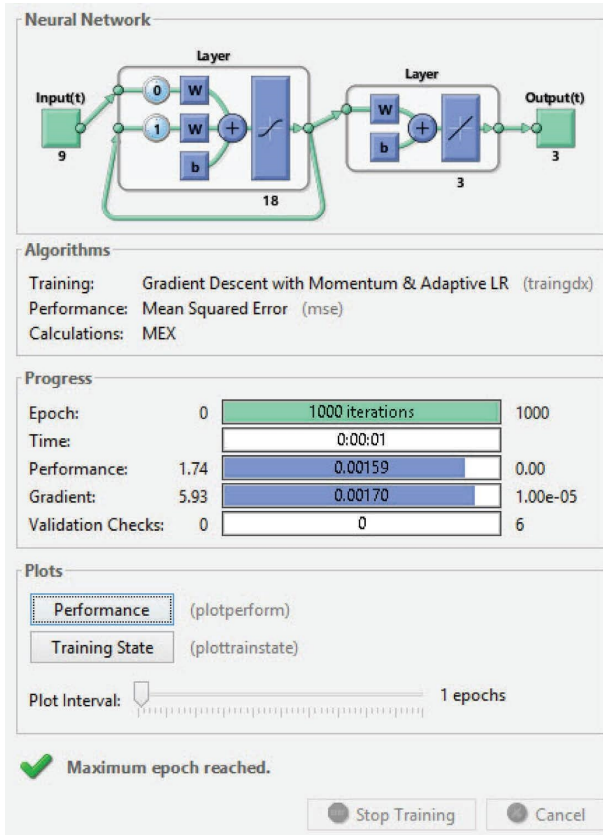 Neural Network
Layer
Layer
Input(t)
Output(t)
0
W
1
W
b
W
b
9
18
3
3
Algorithms
Training: Gradient Descent with Momentum & Adaptive LR (traingdx)
Performance: Mean Squared Error (mse)
Calculations: MEX
Progress
Epoch: 0 1000 iterations 1000
Time: 0:00:01
Performance: 1.74 0.00159 0.00
Gradient: 5.93 0.00170 1.00e-05
Validation Checks: 0 0 6
Plots
Performance (plotperform)
Training State (plottrainstate)
Plot Interval: 1 epochs
Maximum epoch reached.
Stop Training Cancel